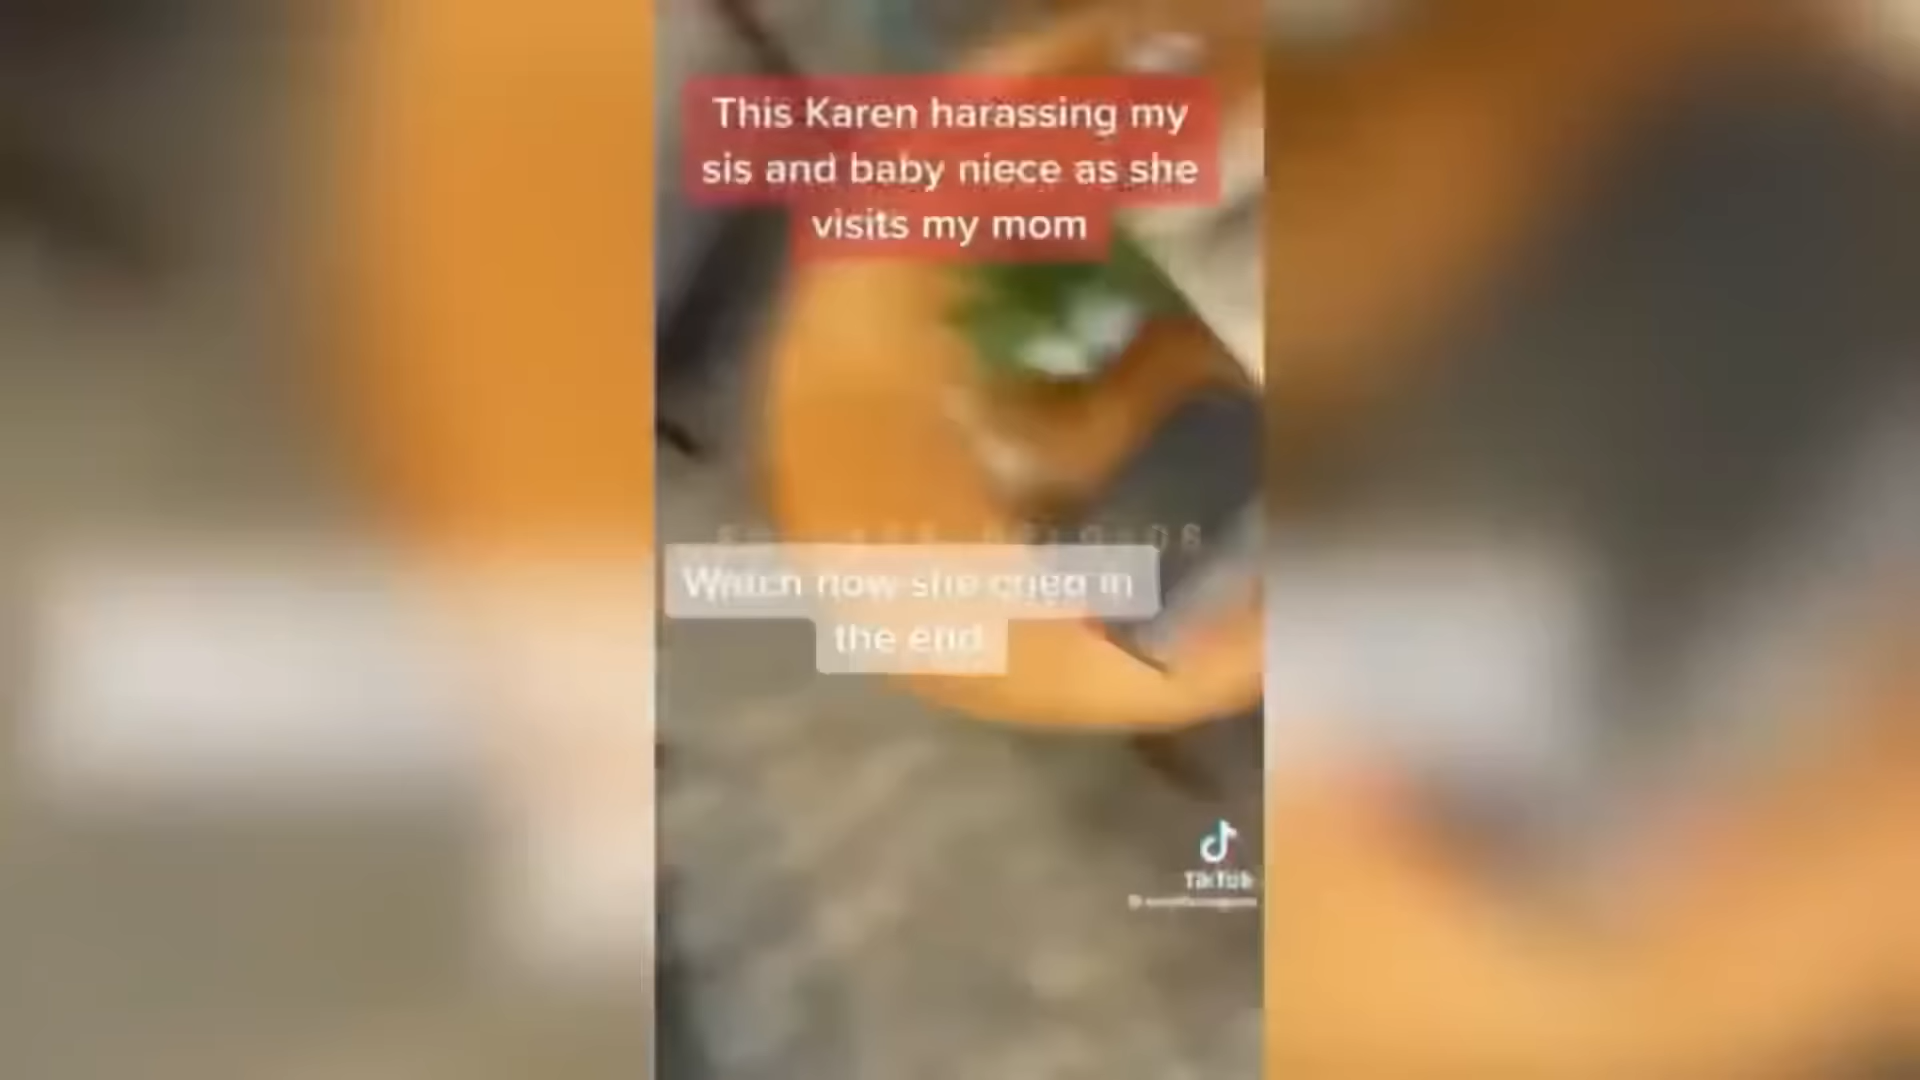 This Karen harassing my
sis and baby niece as she
visits my mom
Watch how she cried in
the end
TikTok